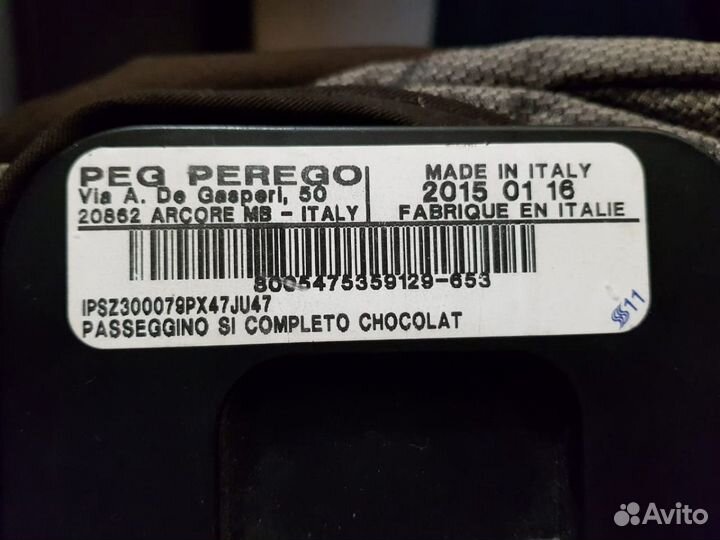 PEG PEREGO
Via A. De Gasperi, 50
20862 ARCORE MB - ITALY
MADE IN ITALY
2015 01 16
FABRIQUE EN ITALIE
8005475359129-653
IPSZ300079PX47JU47
PASSEGGINO SI COMPLETO CHOCOLAT
11
Avito